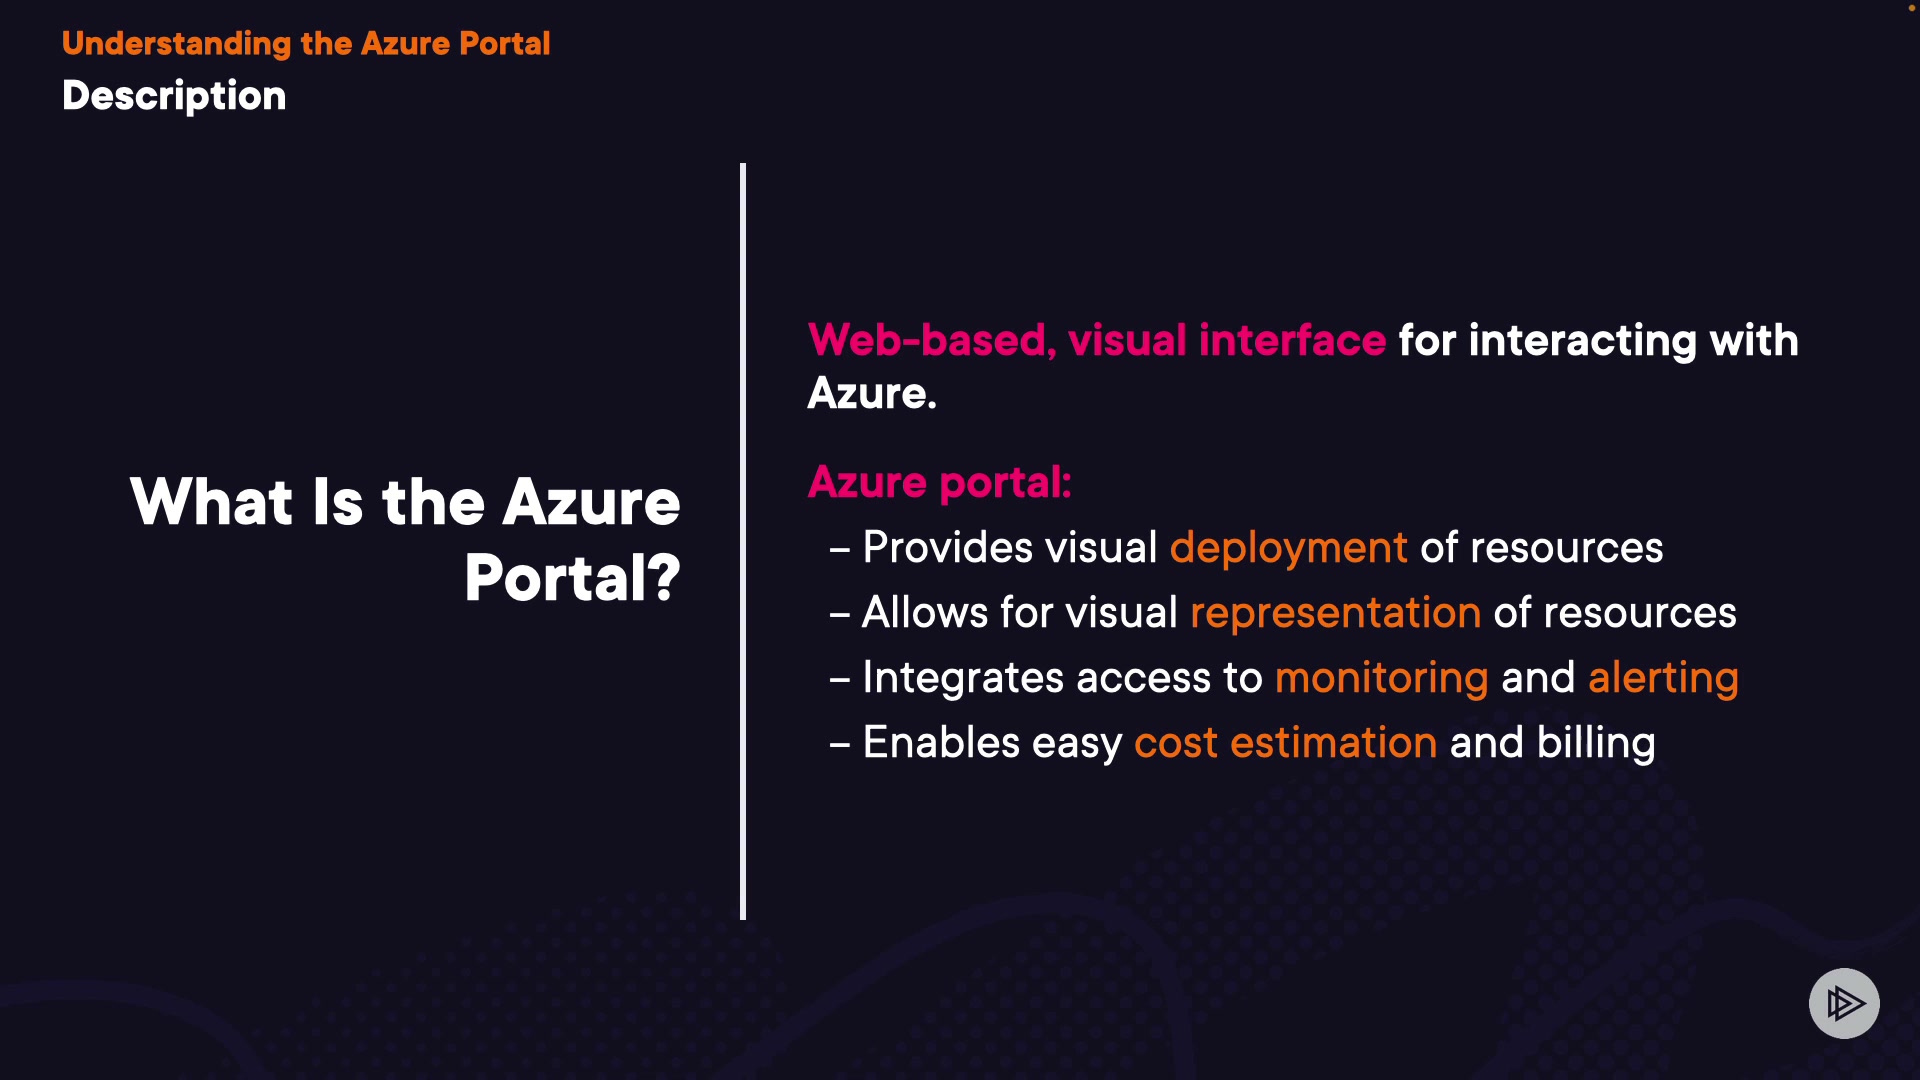 Understanding the Azure Portal
Description
What Is the Azure
Portal?
Web-based, visual interface for interacting with
Azure.
Azure portal:
– Provides visual deployment of resources
– Allows for visual representation of resources
– Integrates access to monitoring and alerting
– Enables easy cost estimation and billing